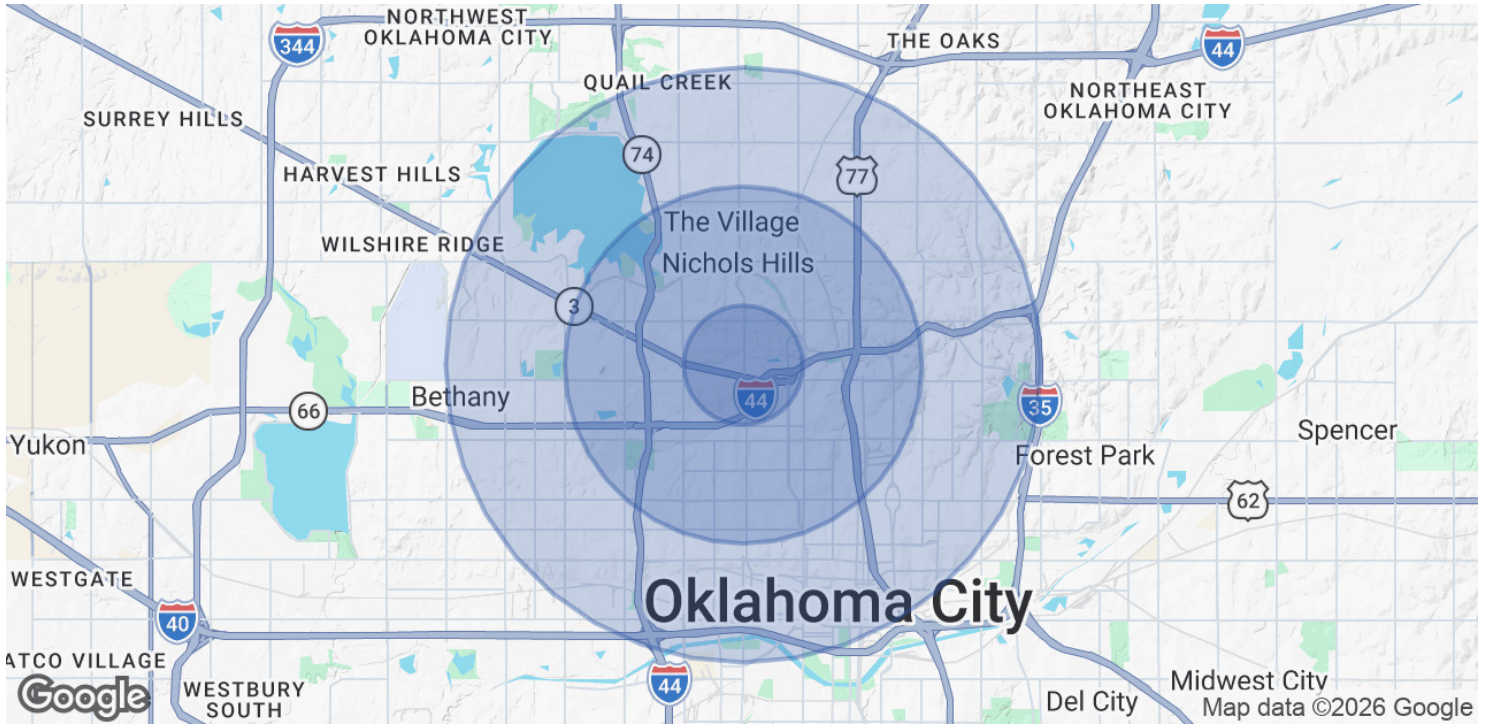 NORTHWEST
OKLAHOMA CITY
344
THE OAKS
44
QUAIL CREEK
NORTHEAST
OKLAHOMA CITY
SURREY HILLS
74
HARVEST HILLS
77
The Village
WILSHIRE RIDGE
Nichols Hills
3
Bethany
44
35
66
Yukon
Spencer
Forest Park
62
WESTGATE
Oklahoma City
40
ATCO VILLAGE
WESTBURY
SOUTH
44
Del City
Midwest City
Google
Map data ©2026 Google